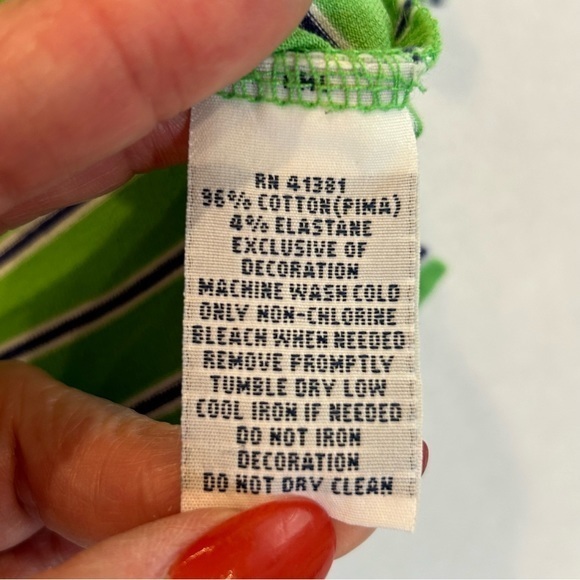 RN 41381
96% COTTON(PIMA)
4% ELASTANE
EXCLUSIVE OF
DECORATION
MACHINE WASH COLD
ONLY NON-CHLORINE
BLEACH WHEN NEEDED
REMOVE PROMPTLY
TUMBLE DRY LOW
COOL IRON IF NEEDED
DO NOT IRON
DECORATION
DO NOT DRY CLEAN